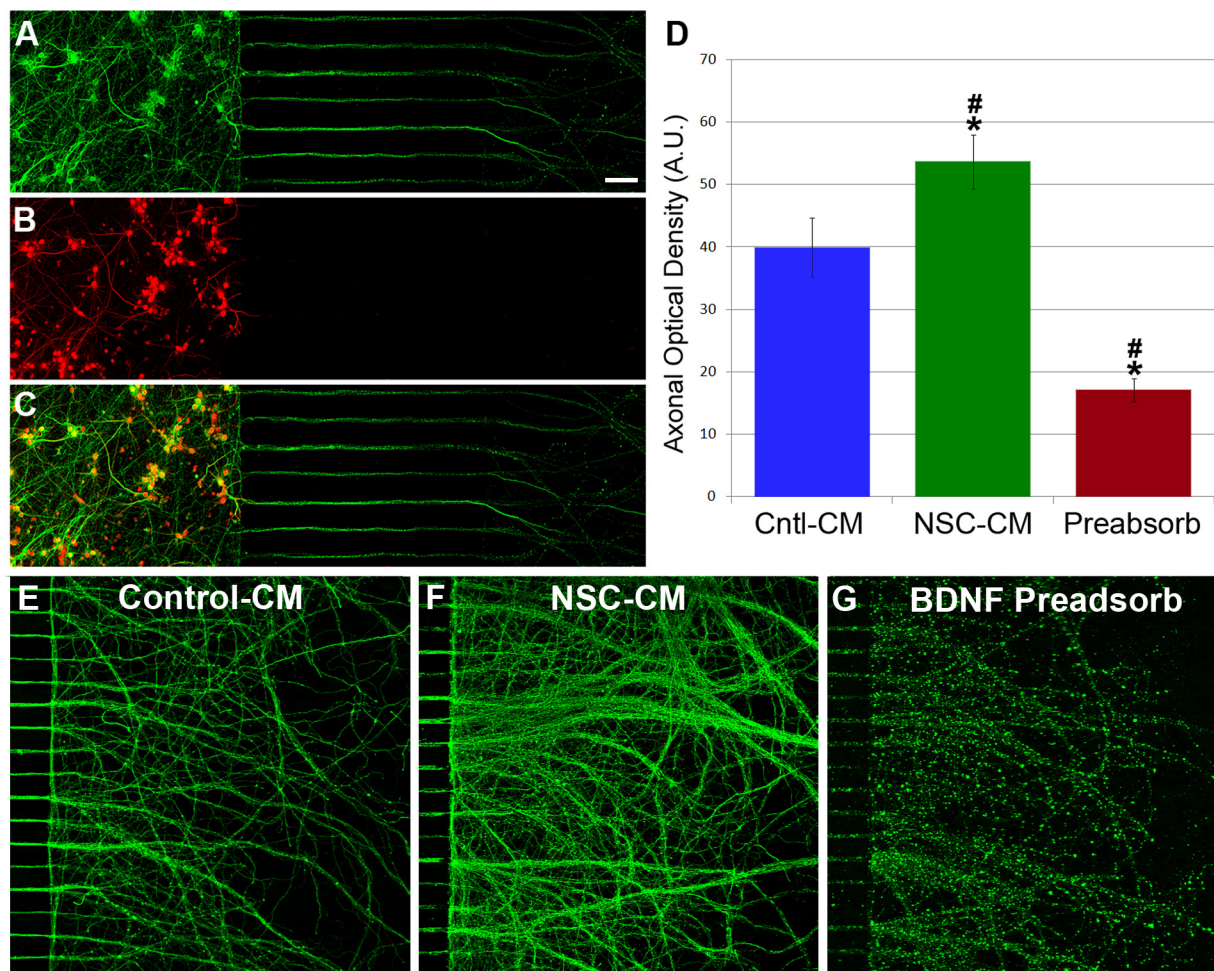 A
B
C
D
Axonal Optical Density (A.U.)
70
60
50
40
30
20
10
0
#
*
#
*
Cntl-CM NSC-CM Preabsorb
E Control-CM
F NSC-CM
G BDNF Preadsorb